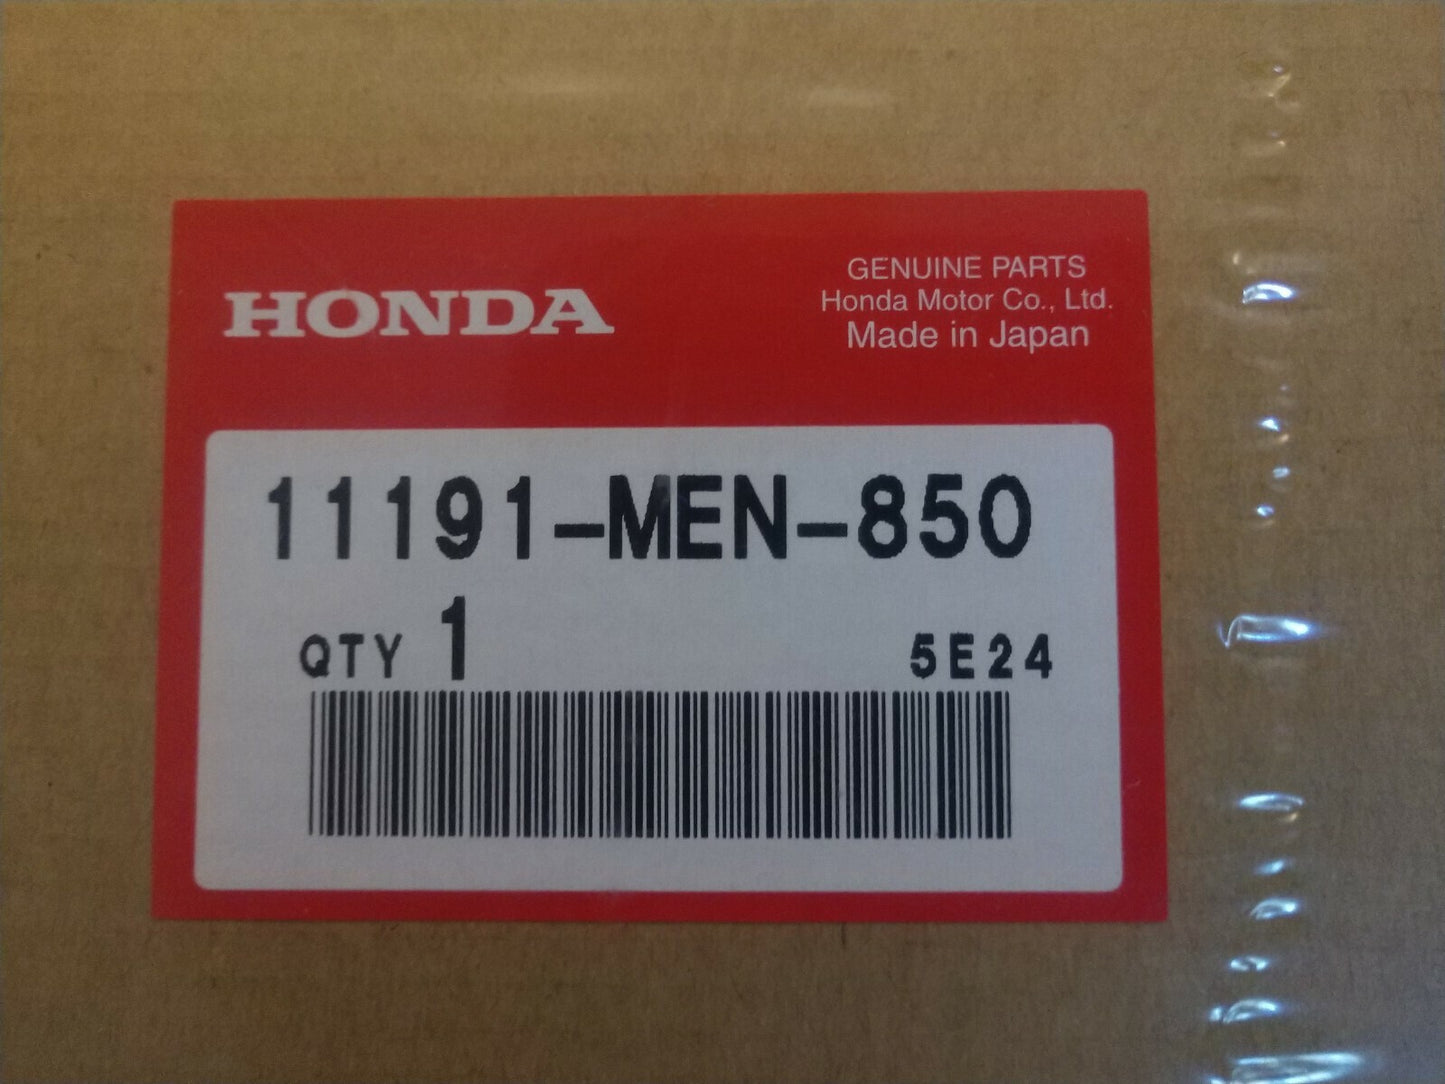 HONDA
GENUINE PARTS
Honda Motor Co., Ltd.
Made in Japan
11191-MEN-850
QTY 1
5E24